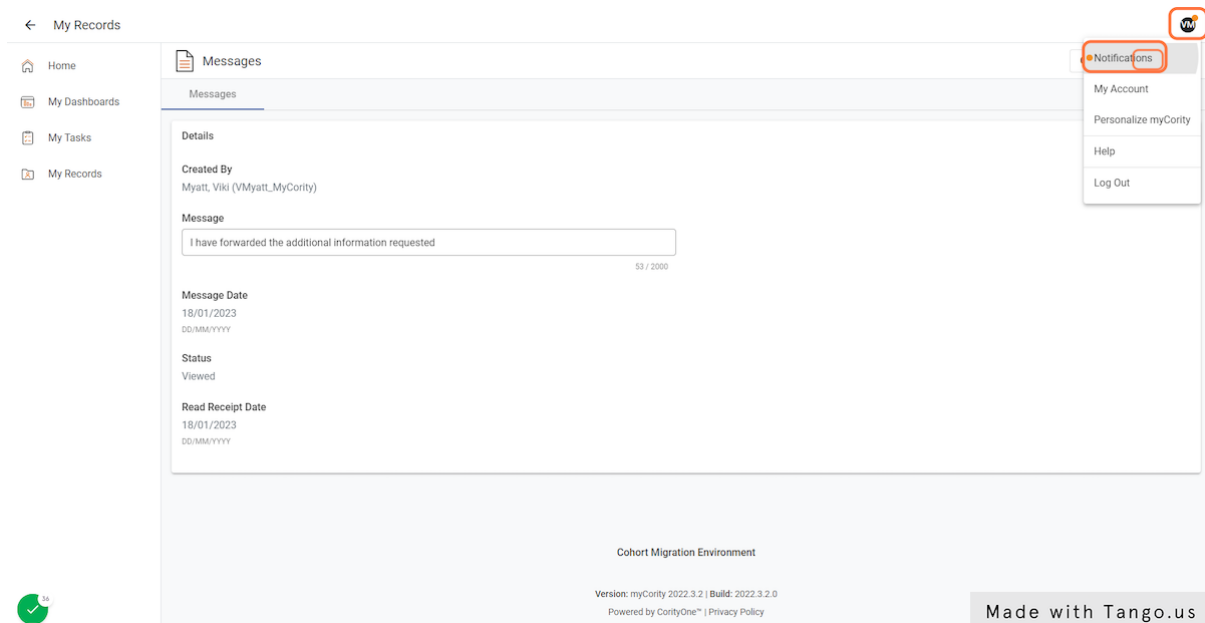 My Records
VM
Home
My Dashboards
My Tasks
My Records
Messages
Messages
Notifications
My Account
Personalize myCority
Help
Log Out
Details
Created By
Myatt, Viki (VMyatt_MyCority)
Message
I have forwarded the additional information requested
53 / 2000
Message Date
18/01/2023
DD/MM/YYYY
Status
Viewed
Read Receipt Date
18/01/2023
DD/MM/YYYY
Cohort Migration Environment
Version: myCority 2022.3.2 | Build: 2022.3.2.0
Powered by CorityOne™ | Privacy Policy
36
Made with Tango.us